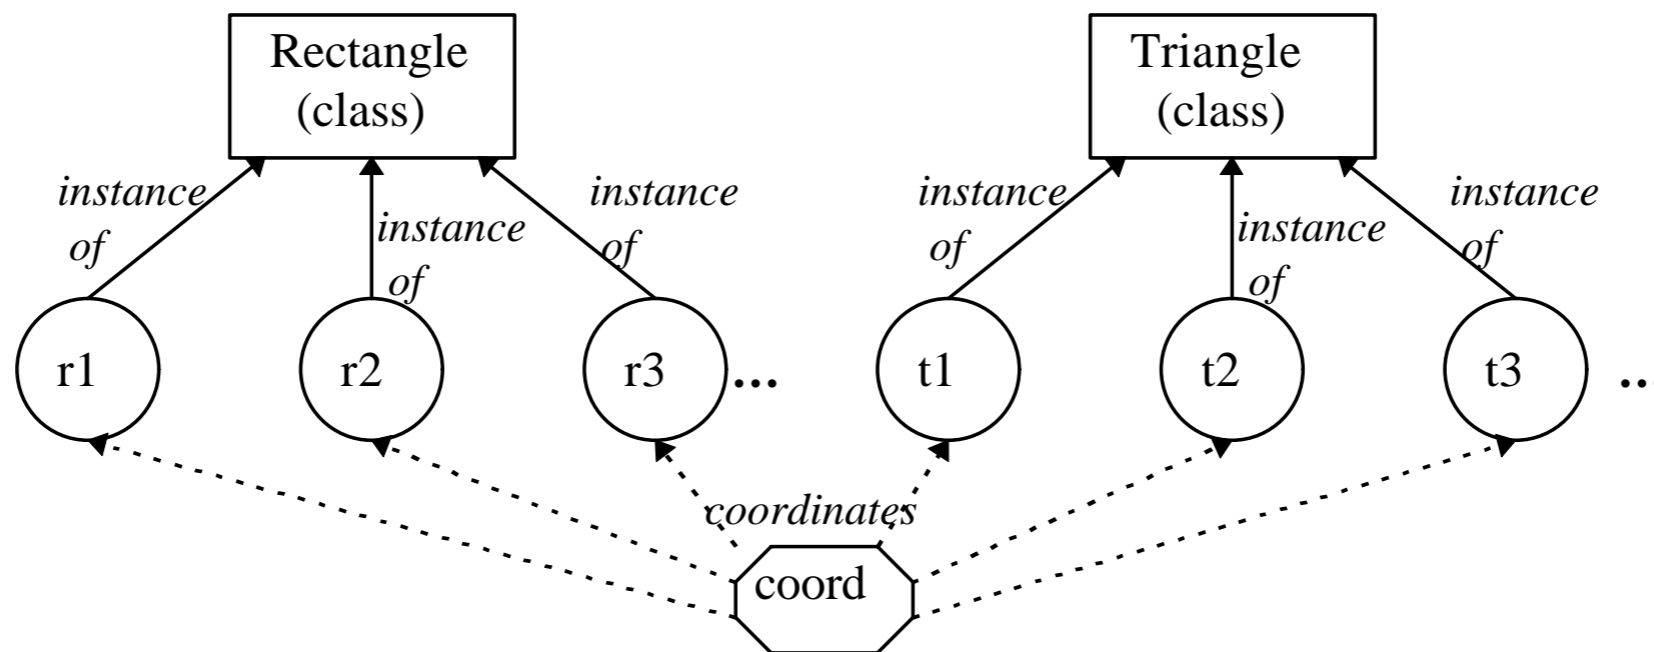 Rectangle
(class)
Triangle
(class)
instance
of
instance
of
instance
of
instance
of
instance
of
instance
of
r1
r2
r3
...
t1
t2
t3
..
coordinates
coord